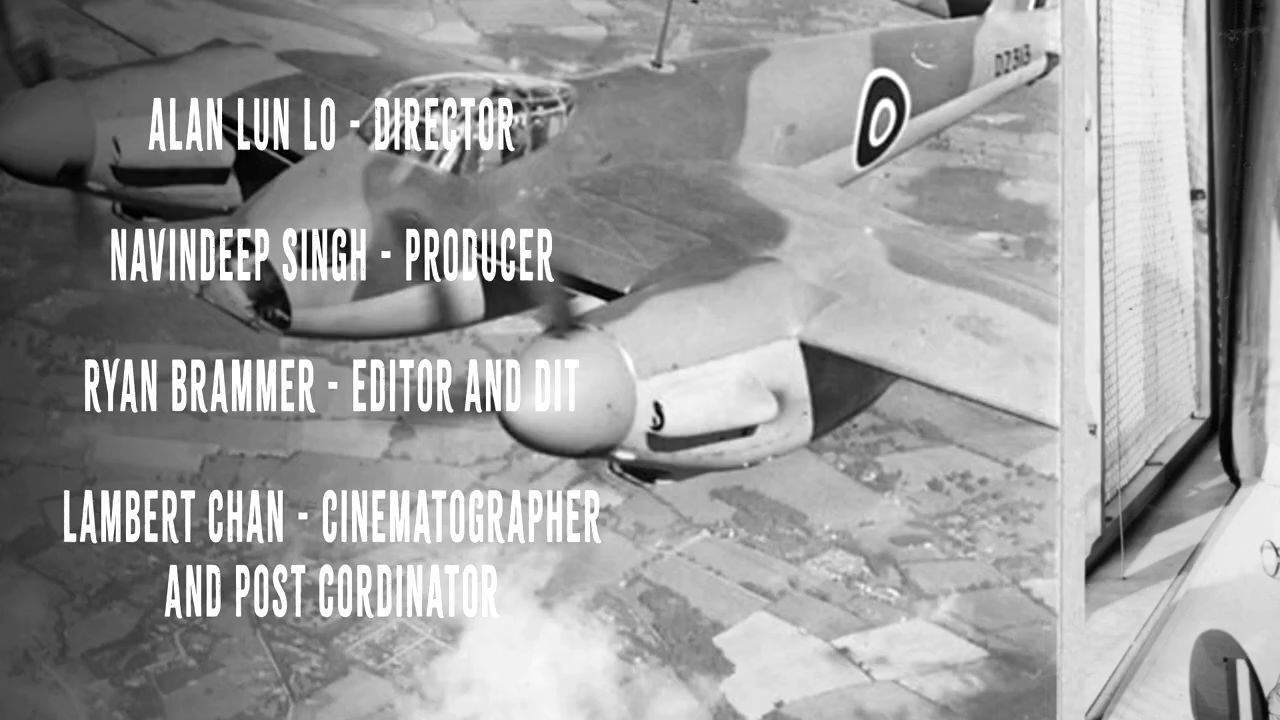 DZ313
ALAN LUN LO - DIRECTOR
NAVINDEEP SINGH - PRODUCER
RYAN BRAMMER - EDITOR AND DIT
LAMBERT CHAN - CINEMATOGRAPHER
AND POST CORDINATOR